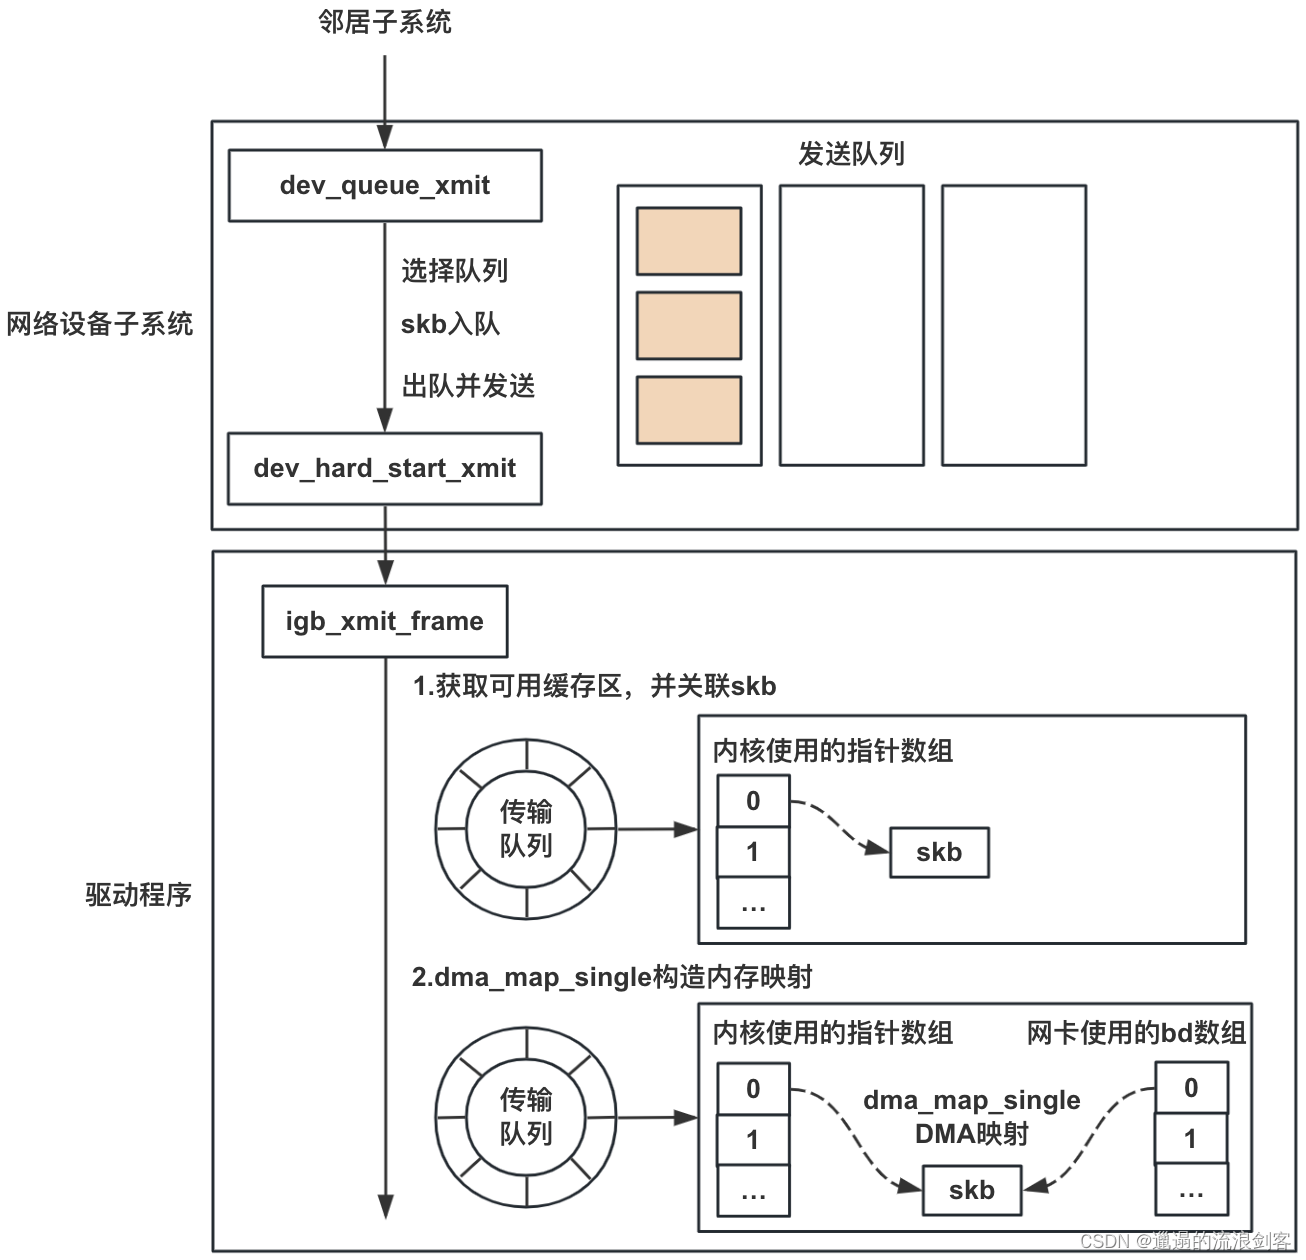 邻居子系统
发送队列
dev_queue_xmit
选择队列
网络设备子系统
skb入队
出队并发送
dev_hard_start_xmit
igb_xmit_frame
1.获取可用缓存区，并关联skb
内核使用的指针数组
传输
队列
0
1
...
skb
驱动程序
2.dma_map_single构造内存映射
内核使用的指针数组
网卡使用的bd数组
传输
队列
0
1
...
dma_map_single
DMA映射
skb
0
1
...
CSDN @邋遢的流浪剑客